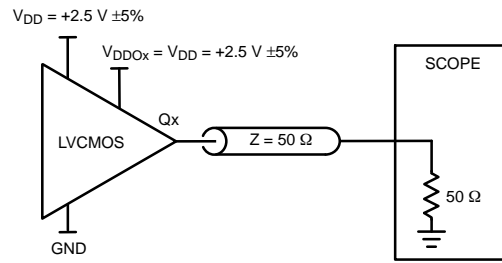 V_DD = +2.5 V ±5%
V_DDOx = V_DD = +2.5 V ±5%
SCOPE
Qx
LVCMOS
Z = 50 Ω
50 Ω
GND